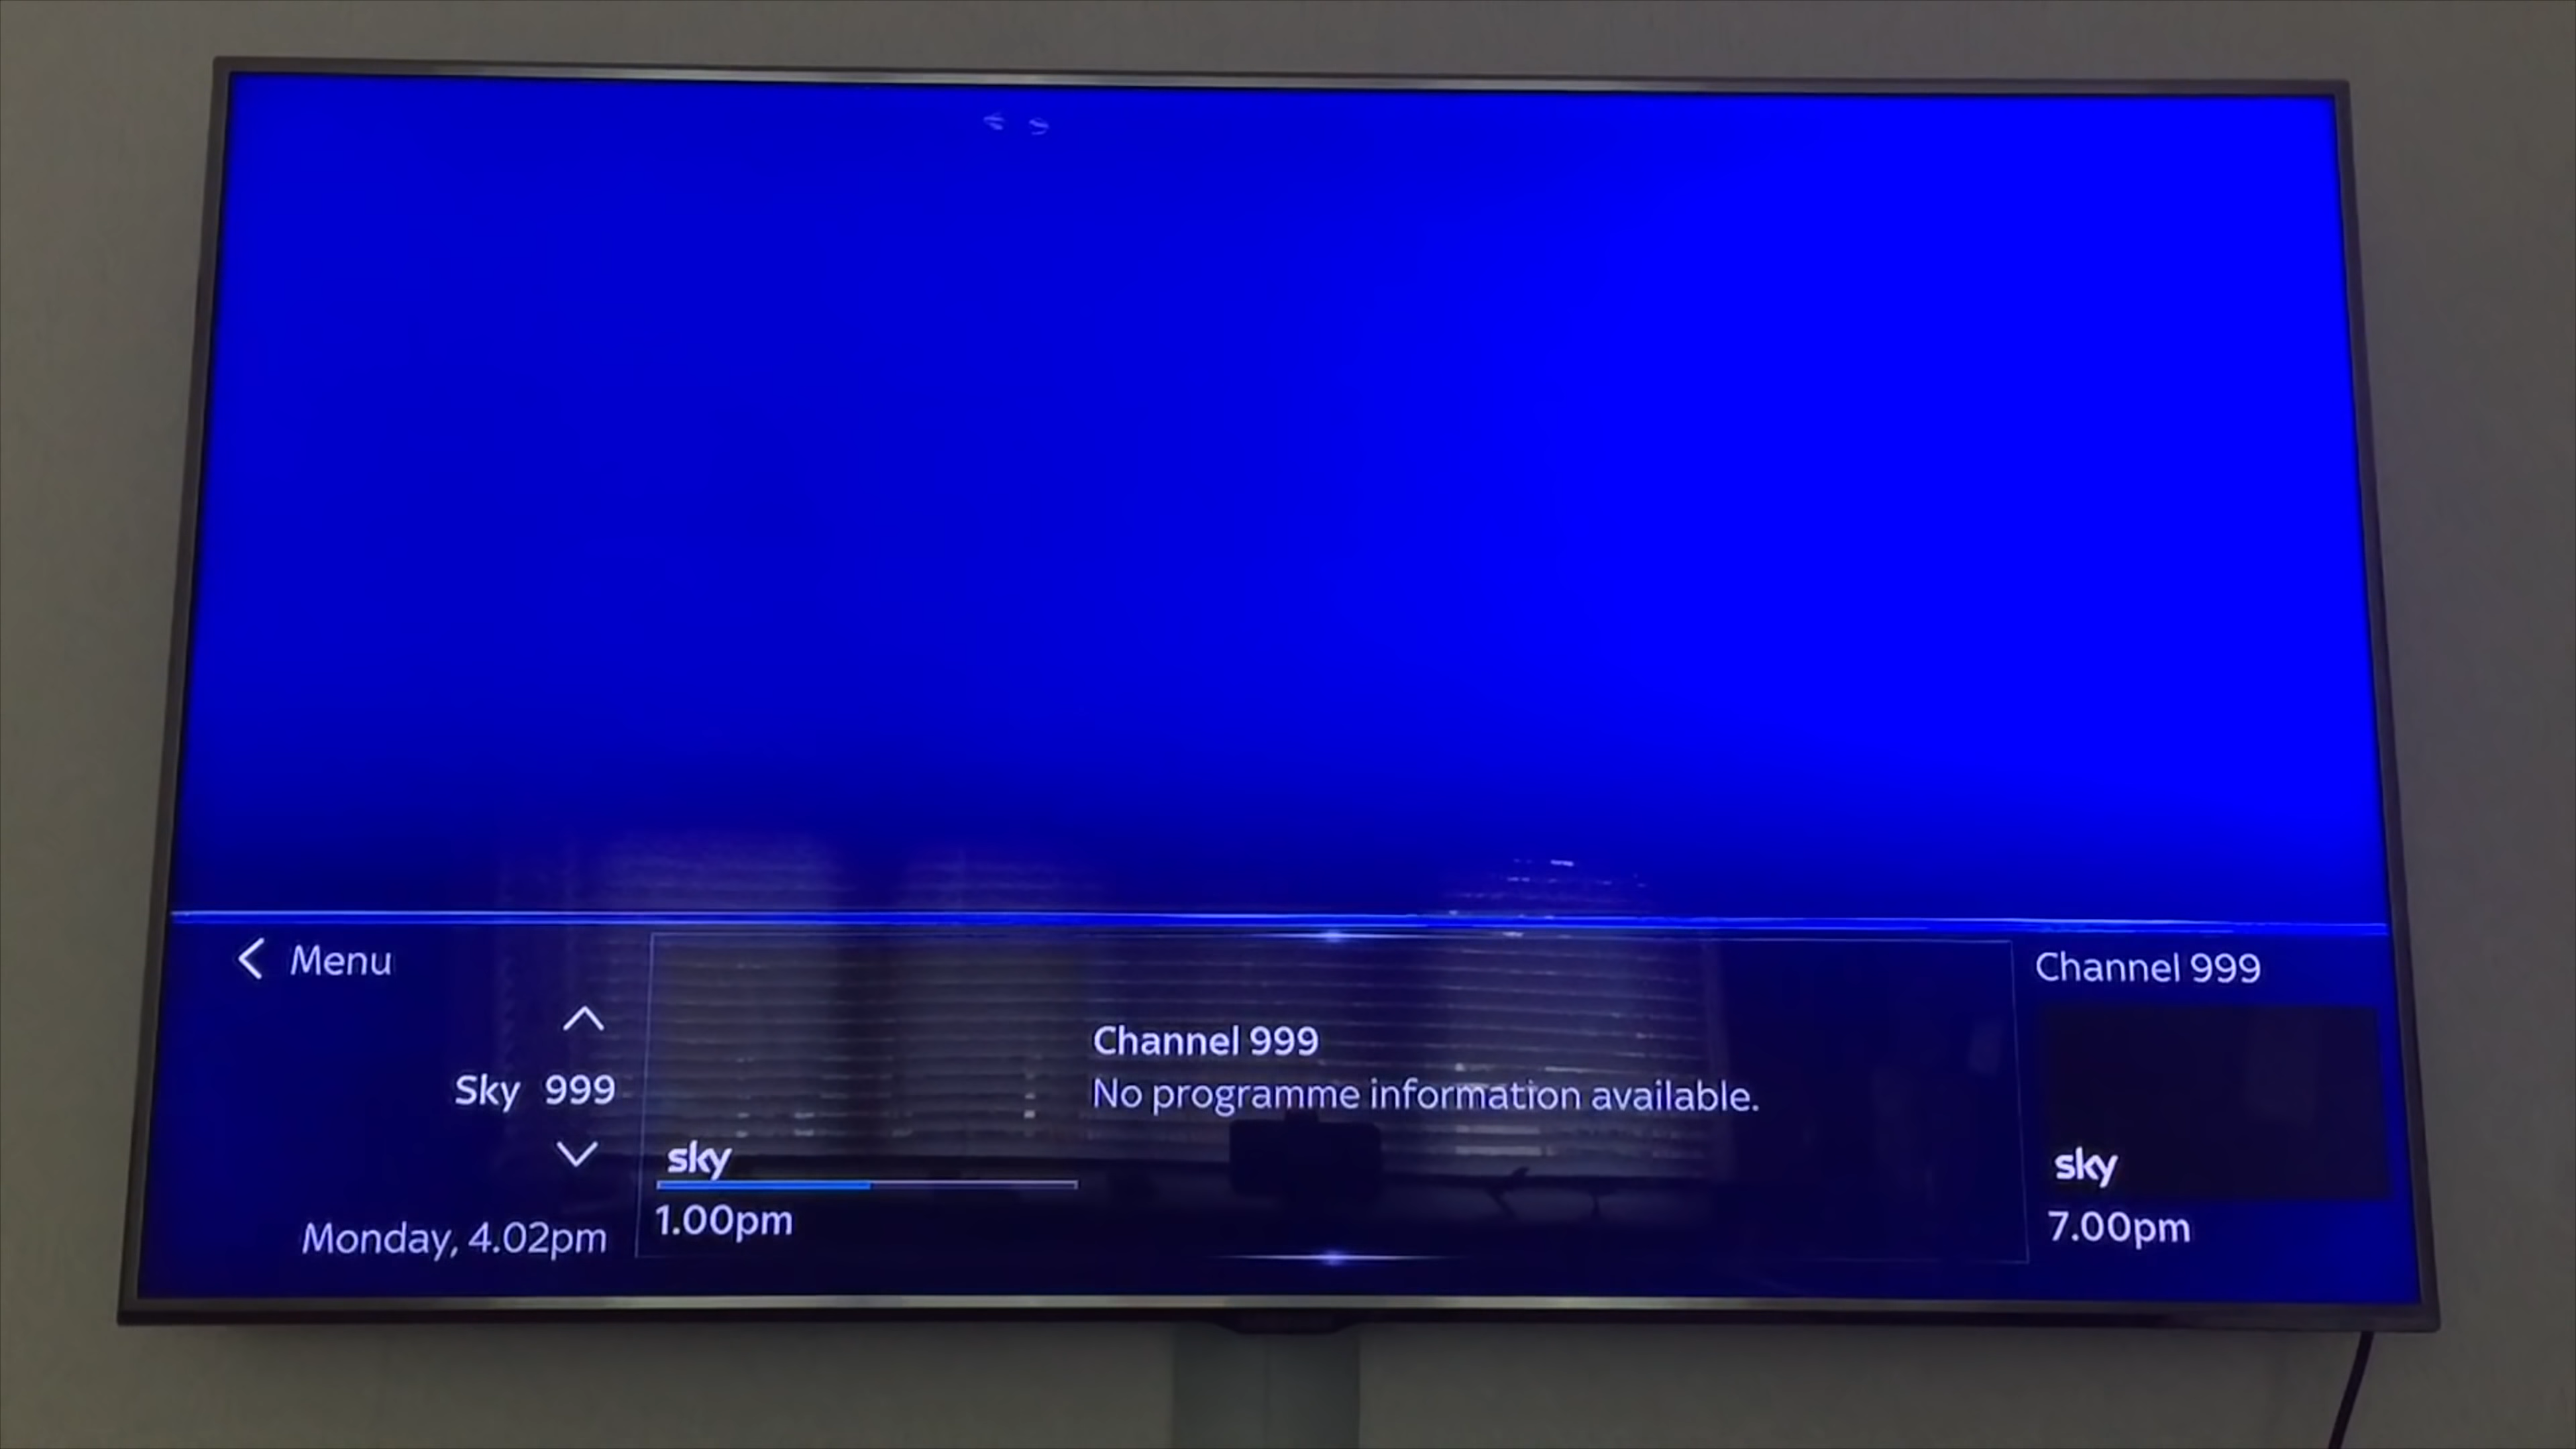 Menu
Sky 999
Monday, 4.02pm
Channel 999
No programme information available.
sky
1.00pm
Channel 999
sky
7.00pm